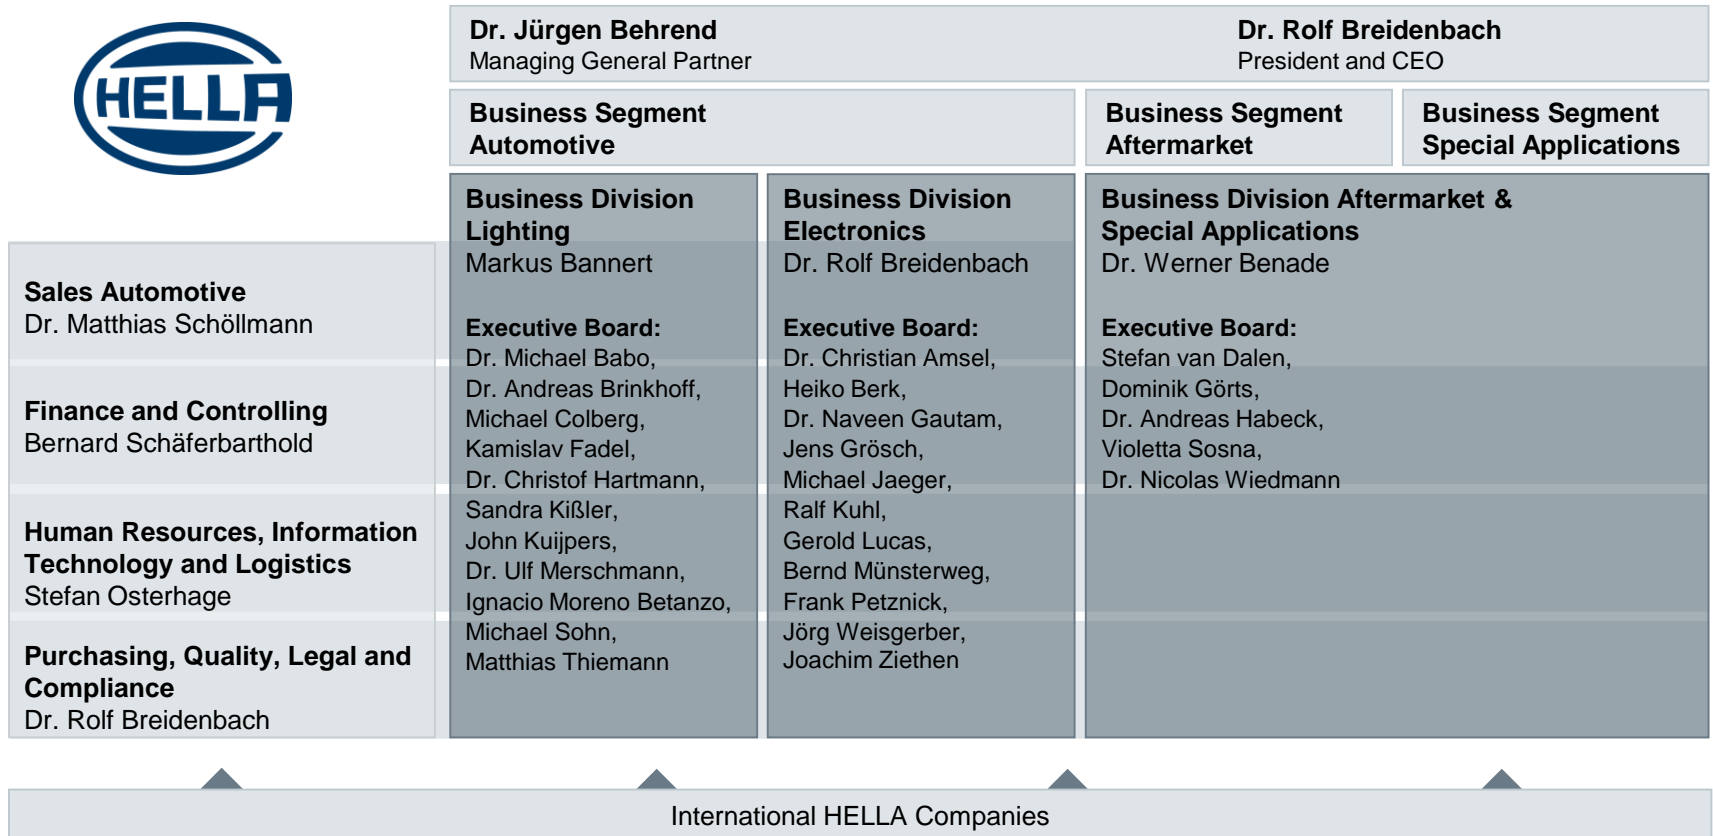 HELLA
Dr. Jürgen Behrend
Managing General Partner
Dr. Rolf Breidenbach
President and CEO
Business Segment
Automotive
Business Segment
Aftermarket
Business Segment
Special Applications
Sales Automotive
Dr. Matthias Schöllmann
Finance and Controlling
Bernard Schäferbarthold
Human Resources, Information
Technology and Logistics
Stefan Osterhage
Purchasing, Quality, Legal and
Compliance
Dr. Rolf Breidenbach
Business Division
Lighting
Markus Bannert
Executive Board:
Dr. Michael Babo,
Dr. Andreas Brinkhoff,
Michael Colberg,
Kamislav Fadel,
Dr. Christof Hartmann,
Sandra Kißler,
John Kuijpers,
Dr. Ulf Merschmann,
Ignacio Moreno Betanzo,
Michael Sohn,
Matthias Thiemann
Business Division
Electronics
Dr. Rolf Breidenbach
Executive Board:
Dr. Christian Amsel,
Heiko Berk,
Dr. Naveen Gautam,
Jens Grösch,
Michael Jaeger,
Ralf Kuhl,
Gerold Lucas,
Bernd Münsterweg,
Frank Petznick,
Jörg Weisgerber,
Joachim Ziethen
Business Division Aftermarket &
Special Applications
Dr. Werner Benade
Executive Board:
Stefan van Dalen,
Dominik Görts,
Dr. Andreas Habeck,
Violetta Sosna,
Dr. Nicolas Wiedmann
International HELLA Companies